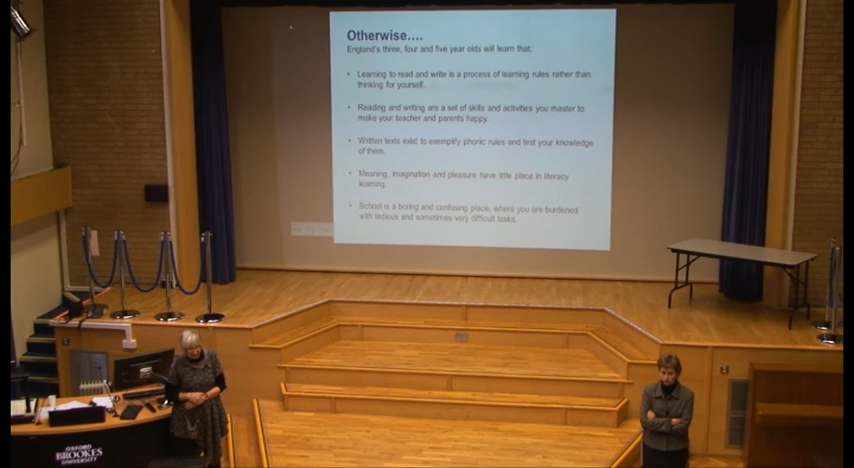 Otherwise....
England's three, four and five year olds will learn that:
• Learning to read and write is a process of learning rules rather than
thinking for yourself.
• Reading and writing are a set of skills and activities you master to
make your teacher and parents happy.
• Written texts exist to exemplify phonic rules and test your knowledge
of them.
• Meaning, imagination and pleasure have little place in literacy
learning.
• School is a boring and confusing place, where you are burdened
with tedious and sometimes very difficult tasks.
OXFORD
BROOKES
UNIVERSITY